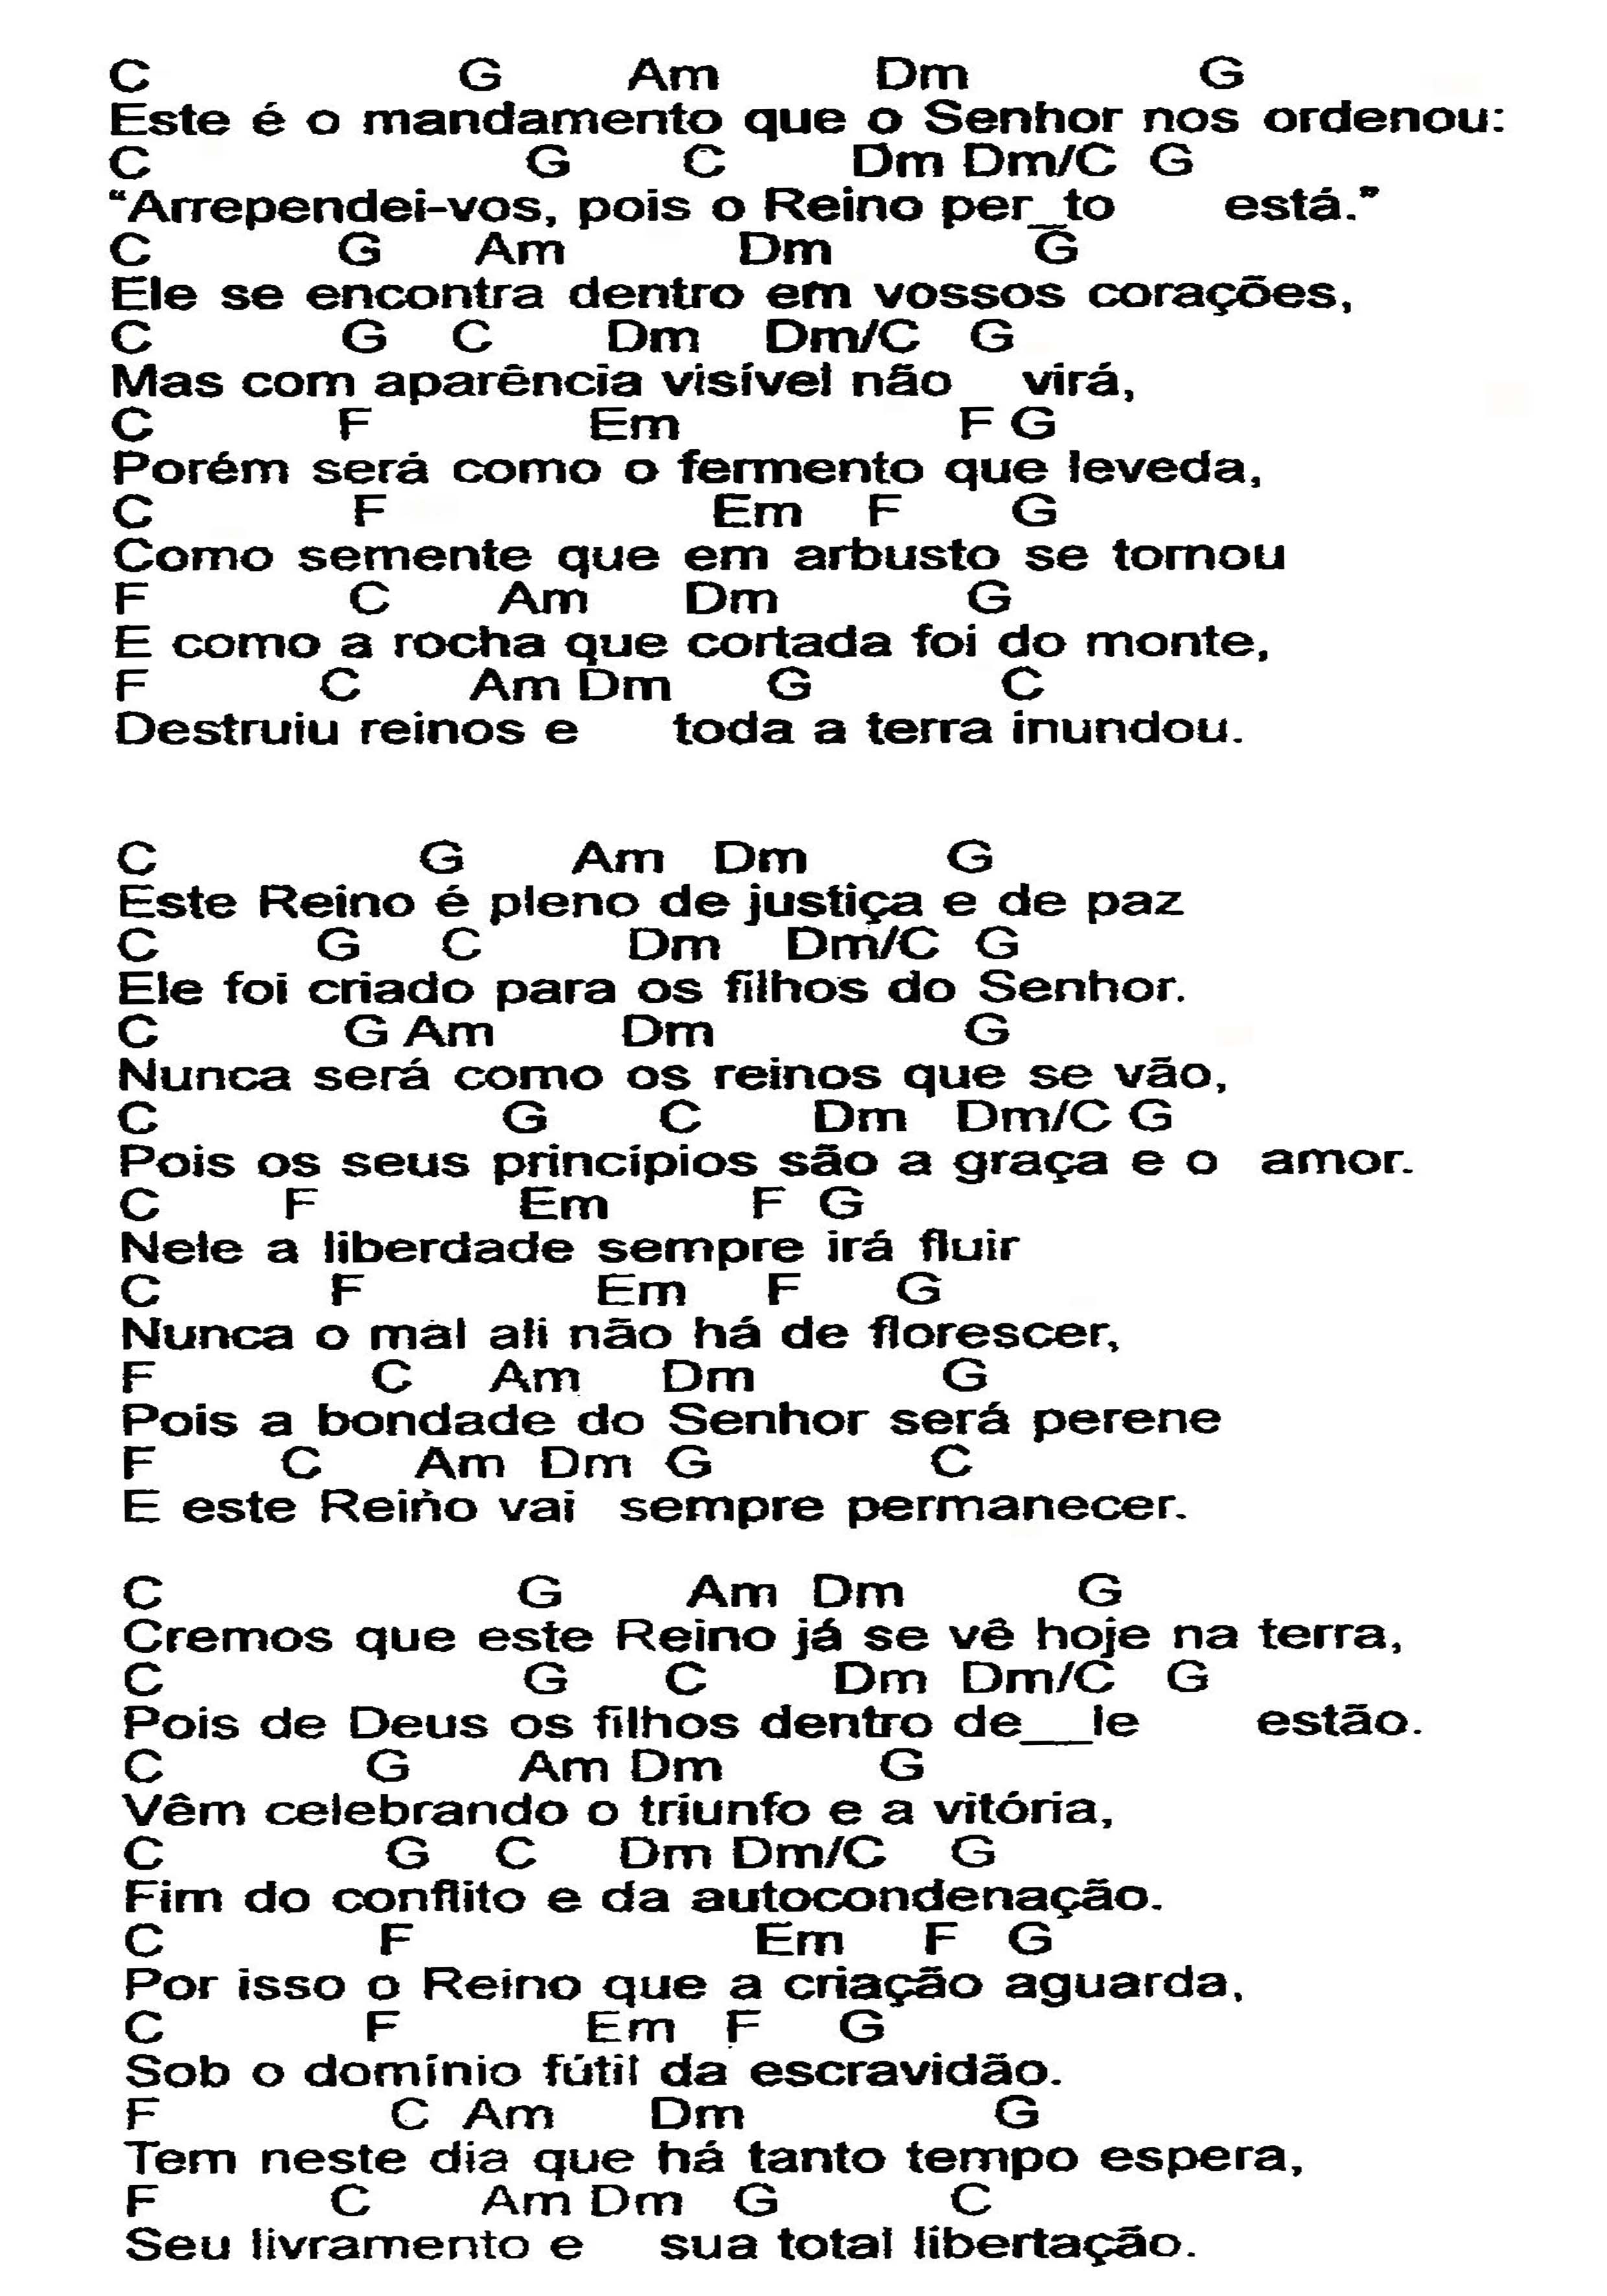 C G Am Dm G
Este é o mandamento que o Senhor nos ordenou:
C G C Dm Dm/C G
“Arrependei-vos, pois o Reino per_to está.”
C G Am Dm G
Ele se encontra dentro em vossos corações,
C G C Dm Dm/C G
Mas com aparência visível não virá,
C F Em F G
Porém será como o fermento que leveda,
C F Em F G
Como semente que em arbusto se tornou
F C Am Dm G
E como a rocha que cortada foi do monte,
F C Am Dm G C
Destruiu reinos e toda a terra inundou.
C G Am Dm G
Este Reino é pleno de justiça e de paz
C G C Dm Dm/C G
Ele foi criado para os filhos do Senhor.
C G Am Dm G
Nunca será como os reinos que se vão,
C G C Dm Dm/C G
Pois os seus princípios são a graça e o amor.
C F Em F G
Nele a liberdade sempre irá fluir
C F Em F G
Nunca o mal ali não há de florescer,
F C Am Dm G
Pois a bondade do Senhor será perene
F C Am Dm G C
E este Reino vai sempre permanecer.
C G Am Dm G
Cremos que este Reino já se vê hoje na terra,
C G C Dm Dm/C G
Pois de Deus os filhos dentro de__le estão.
C G Am Dm G
Vêm celebrando o triunfo e a vitória,
C G C Dm Dm/C G
Fim do conflito e da autocondenação.
C F Em F G
Por isso o Reino que a criação aguarda,
C F Em F G
Sob o domínio fútil da escravidão.
F C Am Dm G
Tem neste dia que há tanto tempo espera,
F C Am Dm G C
Seu livramento e sua total libertação.